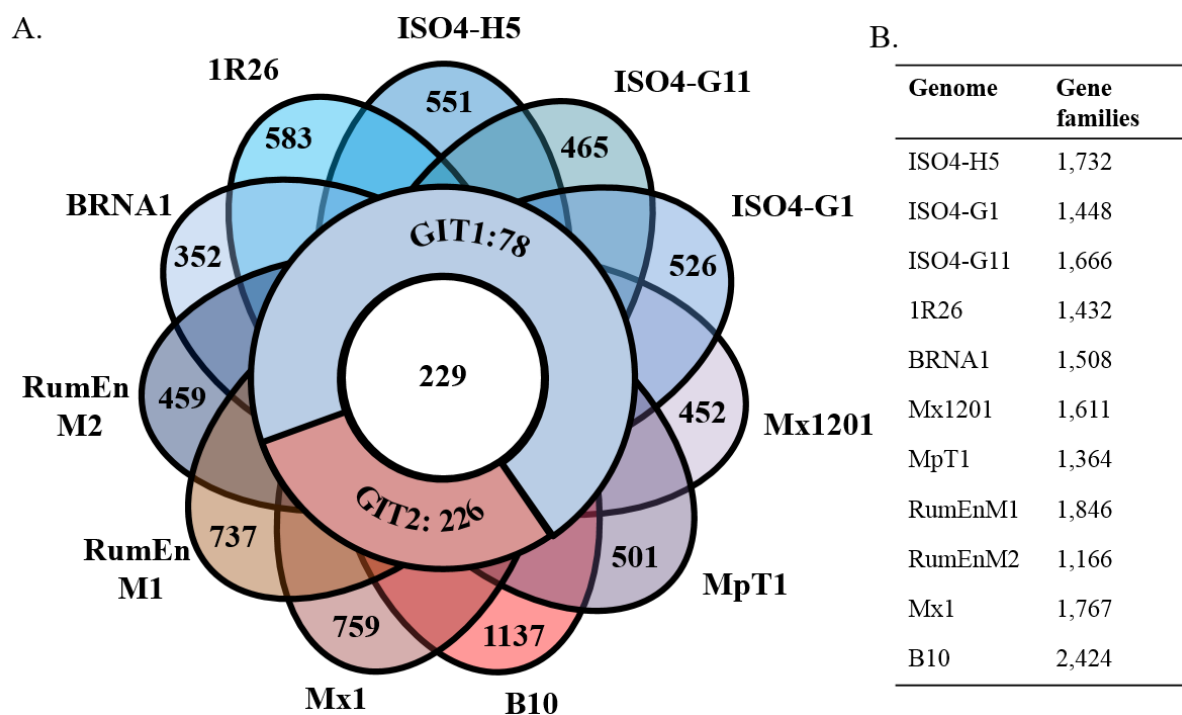 A.
ISO4-H5
1R26
ISO4-G11
551
583
465
BRNA1
ISO4-G1
GIT1:78
352
526
229
RumEn
M2
459
452
Mx1201
GIT2: 226
RumEn
M1
737
501
MpT1
759
1137
Mx1
B10
B.
Genome Gene
families
ISO4-H5 1,732
ISO4-G1 1,448
ISO4-G11 1,666
1R26 1,432
BRNA1 1,508
Mx1201 1,611
MpT1 1,364
RumEnM1 1,846
RumEnM2 1,166
Mx1 1,767
B10 2,424